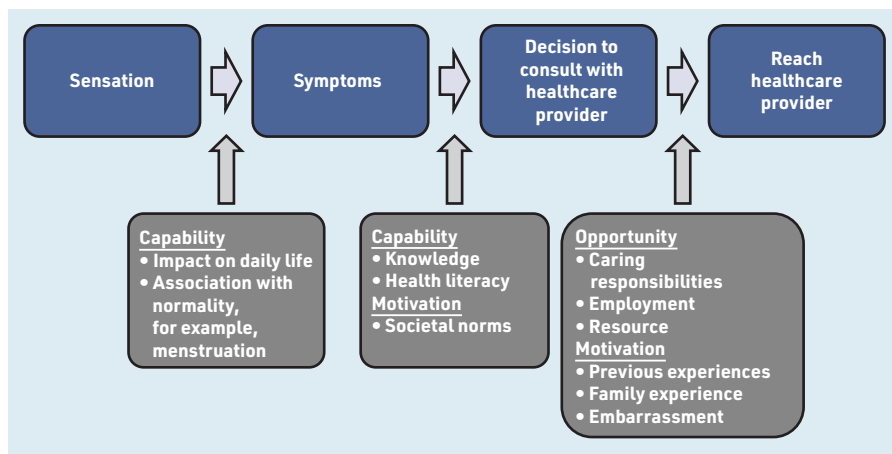 Sensation
Symptoms
Decision to
consult with
healthcare
provider
Reach
healthcare
provider
Capability
• Impact on daily life
• Association with
normality,
for example,
menstruation
Capability
• Knowledge
• Health literacy
Motivation
• Societal norms
Opportunity
• Caring
responsibilities
• Employment
• Resource
Motivation
• Previous experiences
• Family experience
• Embarrassment